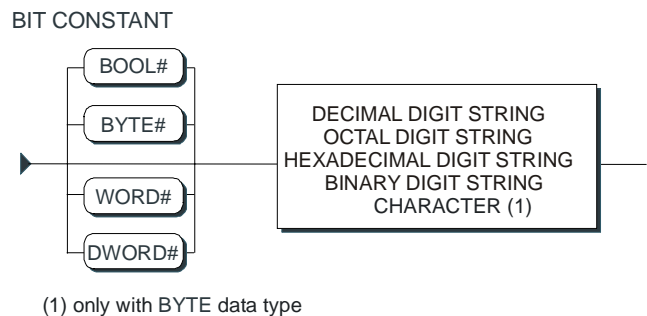 BIT CONSTANT
BOOL#
BYTE#
WORD#
DWORD#
DECIMAL DIGIT STRING
OCTAL DIGIT STRING
HEXADECIMAL DIGIT STRING
BINARY DIGIT STRING
CHARACTER (1)
(1) only with BYTE data type